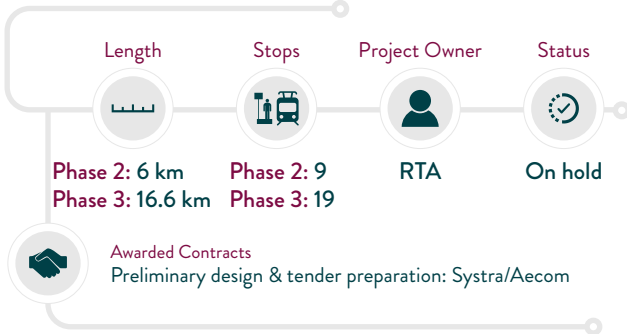 Length
Stops
Project Owner
Status
Phase 2: 6 km
Phase 3: 16.6 km
Phase 2: 9
Phase 3: 19
RTA
On hold
Awarded Contracts
Preliminary design & tender preparation: Systra/Aecom